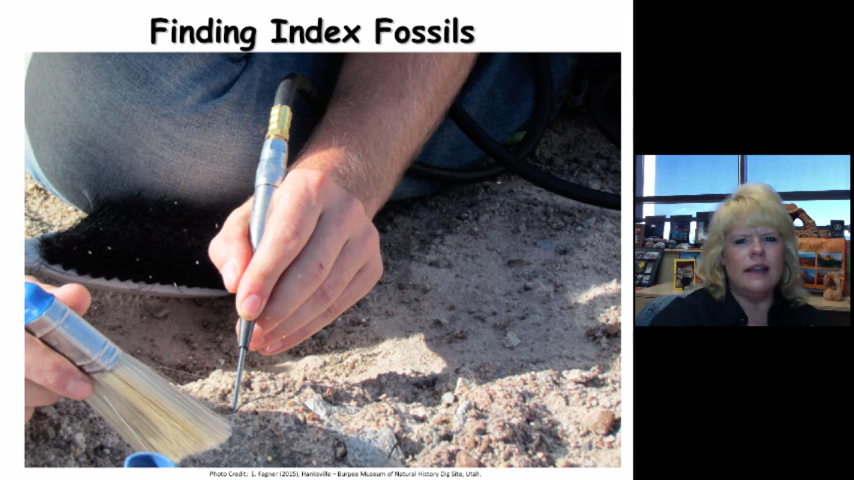 Finding Index Fossils
Photo Credit: E. Fagner (2015), Hanksville – Burpee Museum of Natural History Dig Site, Utah.